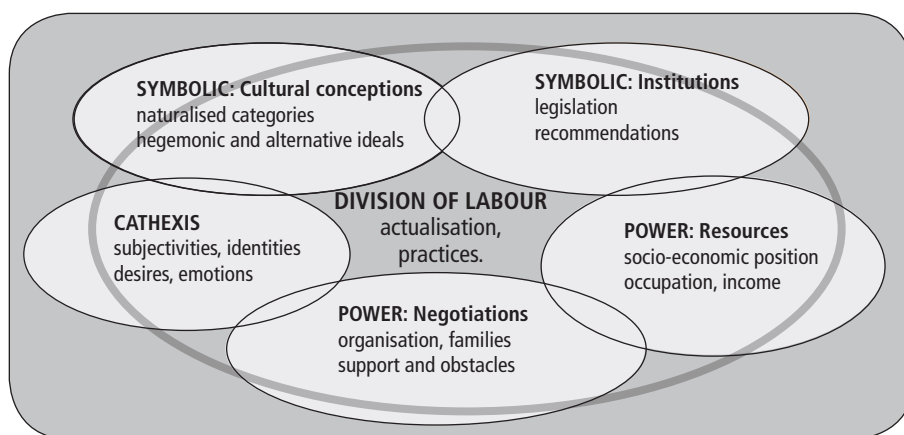 SYMBOLIC: Cultural conceptions
naturalised categories
hegemonic and alternative ideals
SYMBOLIC: Institutions
legislation
recommendations
CATHEXIS
subjectivities, identities
desires, emotions
DIVISION OF LABOUR
actualisation,
practices.
POWER: Resources
socio-economic position
occupation, income
POWER: Negotiations
organisation, families
support and obstacles